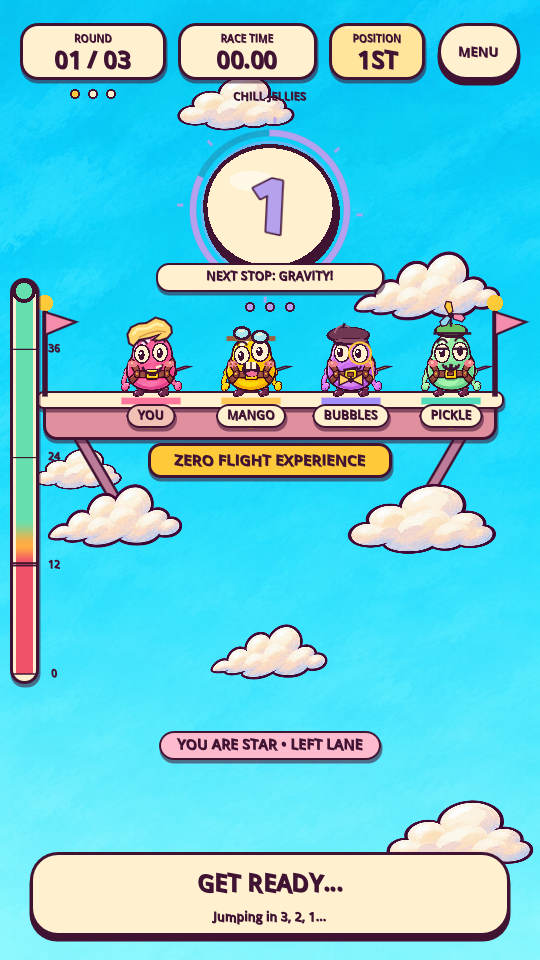 ROUND
01 / 03
RACE TIME
00.00
POSITION
1ST
MENU
CHILL JELLIES
1
NEXT STOP: GRAVITY!
36
YOU
MANGO
BUBBLES
PICKLE
24
ZERO FLIGHT EXPERIENCE
12
0
YOU ARE STAR • LEFT LANE
GET READY...
Jumping in 3, 2, 1...